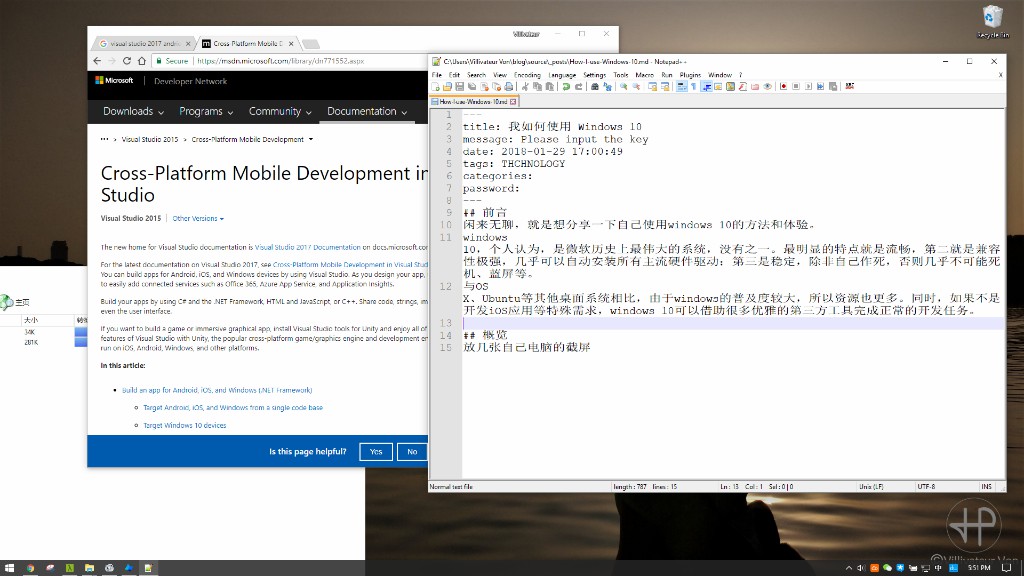 Recycle Bin
Villivateur
visual studio 2017 andr
Cross-Platform Mobile D
Secure
https://msdn.microsoft.com/library/dn771552.aspx
Microsoft
Developer Network
Downloads
Programs
Community
Documentation
Visual Studio 2015 > Cross-Platform Mobile Development
Cross-Platform Mobile Development in
Studio
Visual Studio 2015
Other Versions
The new home for Visual Studio documentation is Visual Studio 2017 Documentation on docs.microsoft.com
For the latest documentation on Visual Studio 2017, see Cross-Platform Mobile Development in Visual Stud
You can build apps for Android, iOS, and Windows devices by using Visual Studio. As you design your app,
to easily add connected services such as Office 365, Azure App Service, and Application Insights.
Build your apps by using C# and the .NET Framework, HTML and JavaScript, or C++. Share code, strings, im
even the user interface.
If you want to build a game or immersive graphical app, install Visual Studio tools for Unity and enjoy all of
features of Visual Studio with Unity, the popular cross-platform game/graphics engine and development en
run on iOS, Android, Windows, and other platforms.
In this article:
Build an app for Android, iOS, and Windows (.NET Framework)
Target Android, iOS, and Windows from a single code base
Target Windows 10 devices
Is this page helpful?
Yes
No
主页
大小
34K
281K
C:\Users\Villivateur Von\blog\source\_posts\How-I-use-Windows-10.md - Notepad++
File Edit Search View Encoding Language Settings Tools Macro Run Plugins Window ?
X
How-I-use-Windows-10.md
1 ---
2 title: 我如何使用 Windows 10
3 message: Please input the key
4 date: 2018-01-29 17:00:49
5 tags: THCHNOLOGY
6 categories:
7 password:
8 ---
9 ## 前言
10 闲来无聊，就是想分享一下自己使用windows 10的方法和体验。
11 windows
10，个人认为，是微软历史上最伟大的系统，没有之一。最明显的特点就是流畅，第二就是兼容
性极强，几乎可以自动安装所有主流硬件驱动；第三是稳定，除非自己作死，否则几乎不可能死
机、蓝屏等。
12 与OS
X、Ubuntu等其他桌面系统相比，由于windows的普及度较大，所以资源也更多。同时，如果不是
开发iOS应用等特殊需求，windows 10可以借助很多优雅的第三方工具完成正常的开发任务。
13
14 ## 概览
15 放几张自己电脑的截屏
Normal text file
length : 787 lines : 15
Ln : 13 Col : 1 Sel : 0 | 0
Unix (LF)
UTF-8
INS
©Villivateur Von
中
5:51 PM